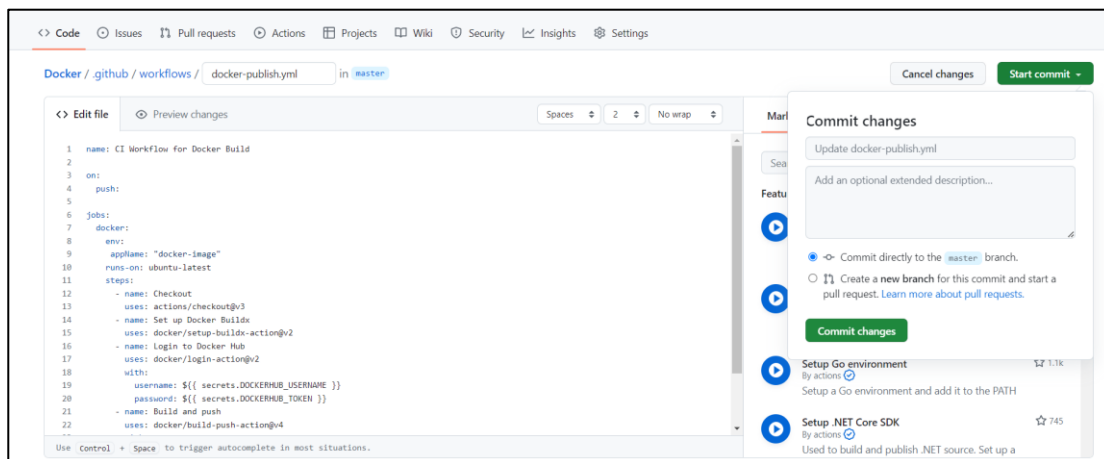 Code Issues Pull requests Actions Projects Wiki Security Insights Settings
Docker / .github / workflows / docker-publish.yml in master
Cancel changes Start commit
Edit file Preview changes
Spaces 2 No wrap
1 name: CI Workflow for Docker Build
2
3 on:
4 push:
5
6 jobs:
7 docker:
8 env:
9 appName: "docker-image"
10 runs-on: ubuntu-latest
11 steps:
12 - name: Checkout
13 uses: actions/checkout@v3
14 - name: Set up Docker Buildx
15 uses: docker/setup-buildx-action@v2
16 - name: Login to Docker Hub
17 uses: docker/login-action@v2
18 with:
19 username: ${{ secrets.DOCKERHUB_USERNAME }}
20 password: ${{ secrets.DOCKERHUB_TOKEN }}
21 - name: Build and push
22 uses: docker/build-push-action@v4
Use Control + Space to trigger autocomplete in most situations.
Mark
Sea
Featu
Commit changes
Update docker-publish.yml
Add an optional extended description...
Commit directly to the master branch.
Create a new branch for this commit and start a
pull request. Learn more about pull requests.
Commit changes
Setup Go environment 1.1k
By actions
Setup a Go environment and add it to the PATH
Setup .NET Core SDK 745
By actions
Used to build and publish .NET source. Set up a